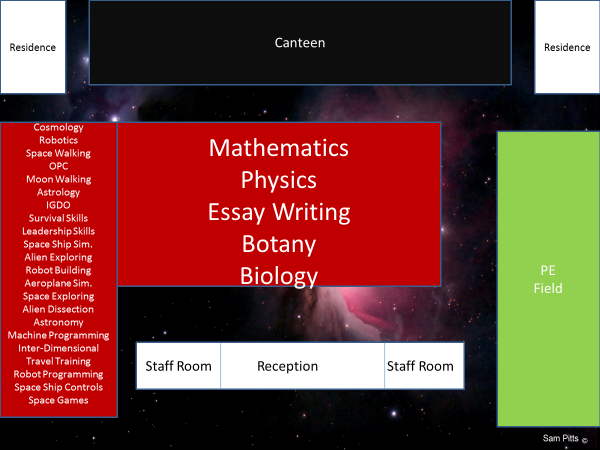 Residence
Canteen
Residence
Cosmology
Robotics
Space Walking
OPC
Moon Walking
Astrology
IGDO
Survival Skills
Leadership Skills
Space Ship Sim.
Alien Exploring
Robot Building
Aeroplane Sim.
Space Exploring
Alien Dissection
Astronomy
Machine Programming
Inter-Dimensional
Travel Training
Robot Programming
Space Ship Controls
Space Games
Mathematics
Physics
Essay Writing
Botany
Biology
PE
Field
Staff Room
Reception
Staff Room
Sam Pitts ©